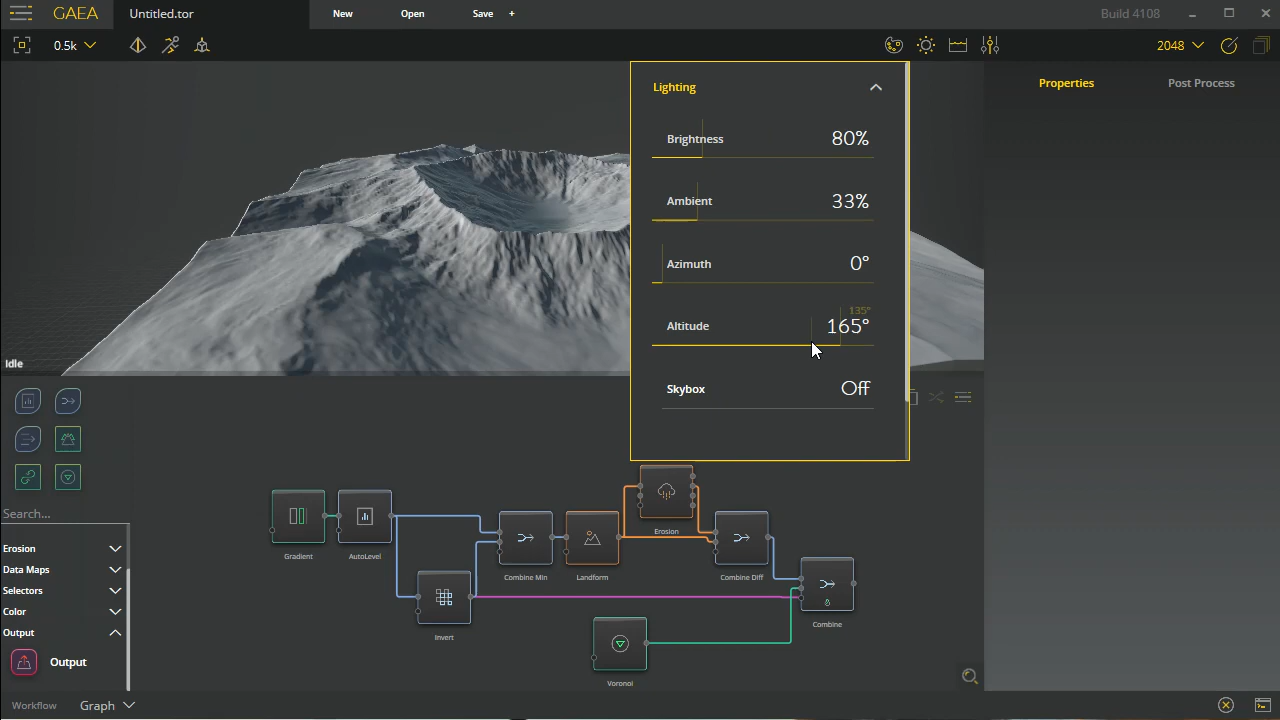 GAEA
Untitled.tor
New
Open
Save
+
Build 4108
0.5k
2048
Lighting
Brightness 80%
Ambient 33%
Azimuth 0°
135°
Altitude 165°
Skybox Off
Properties
Post Process
Idle
Search...
Erosion
Data Maps
Selectors
Color
Output
Output
Gradient
AutoLevel
Invert
Combine Min
Landform
Erosion
Combine Diff
Combine
Voronoi
Workflow
Graph